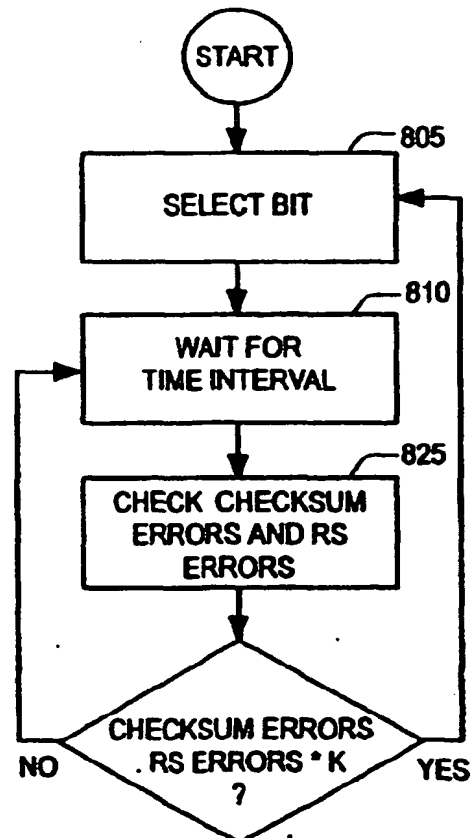 START
805
SELECT BIT
810
WAIT FOR
TIME INTERVAL
825
CHECK CHECKSUM
ERRORS AND RS
ERRORS
CHECKSUM ERRORS
. RS ERRORS * K
?
NO
YES